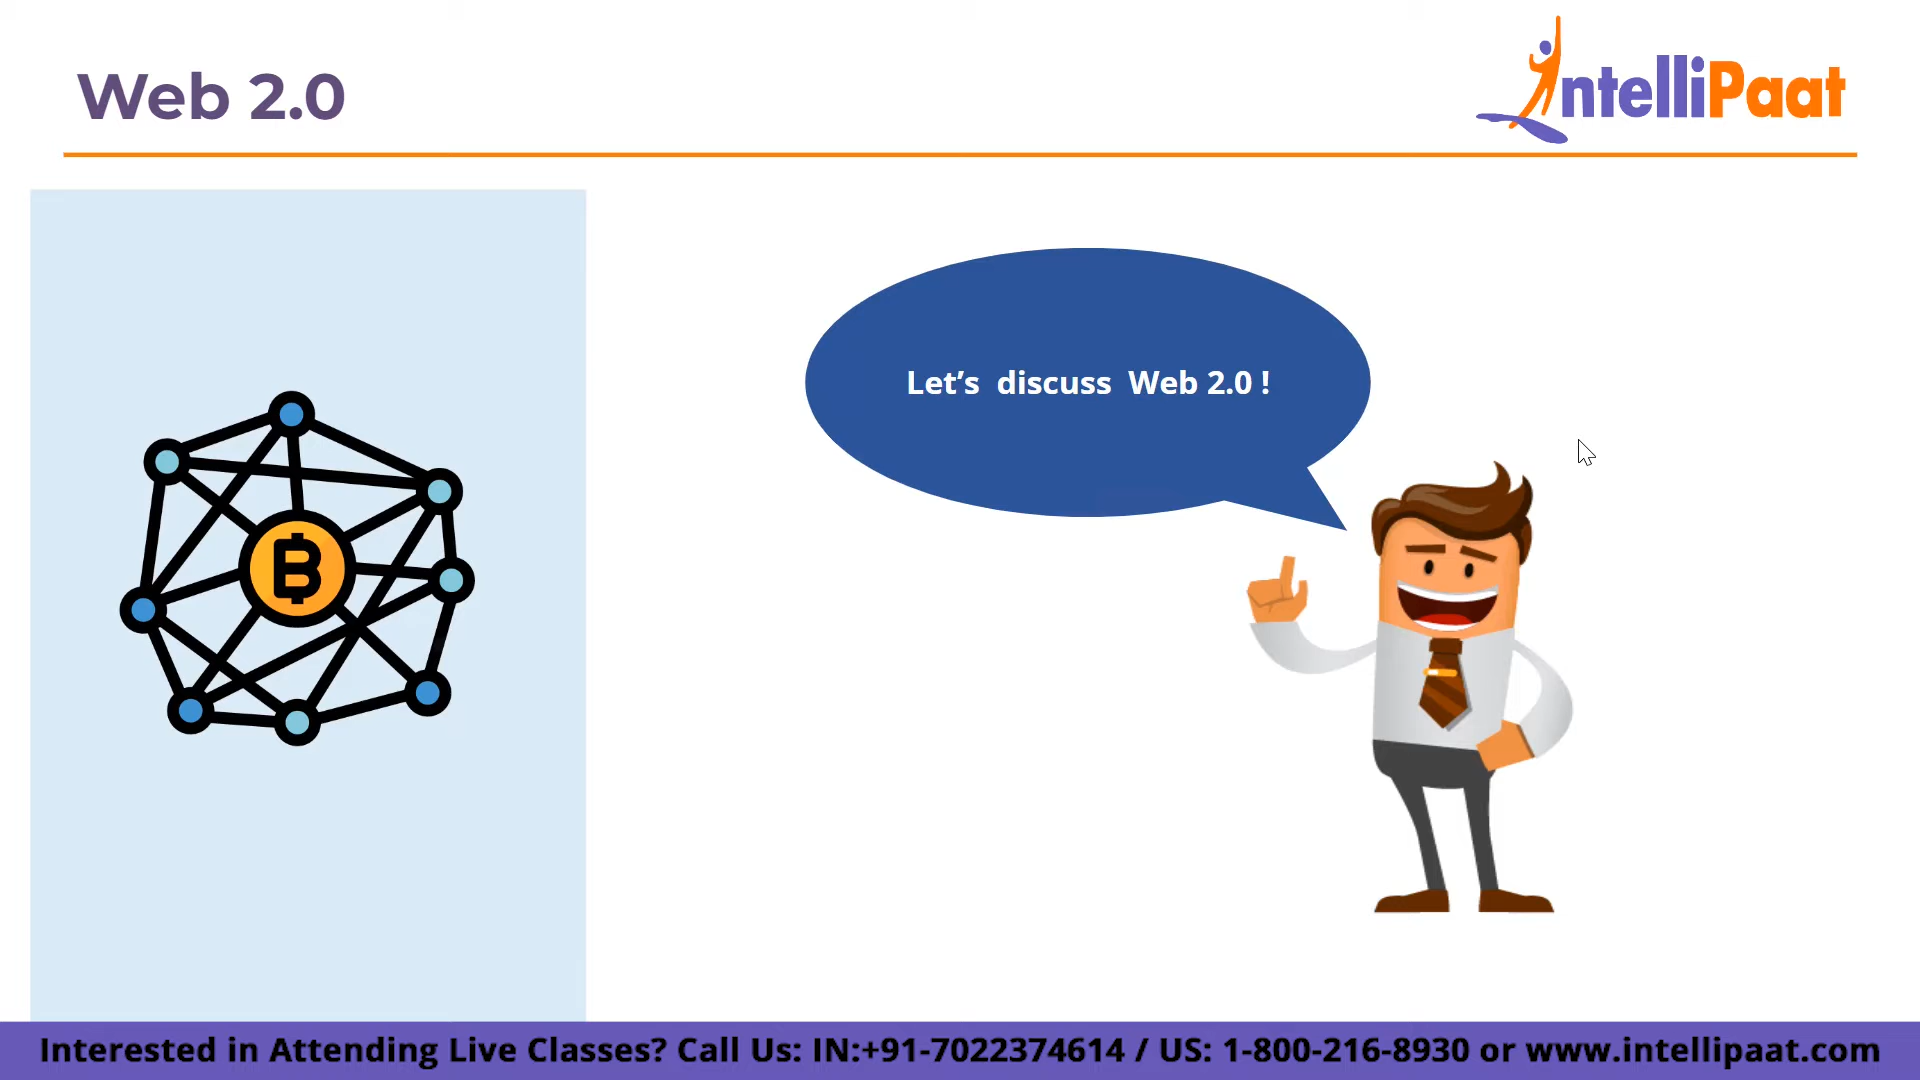 Web 2.0
IntelliPaat
Let’s discuss Web 2.0 !
Interested in Attending Live Classes? Call Us: IN:+91-7022374614 / US: 1-800-216-8930 or www.intellipaat.com